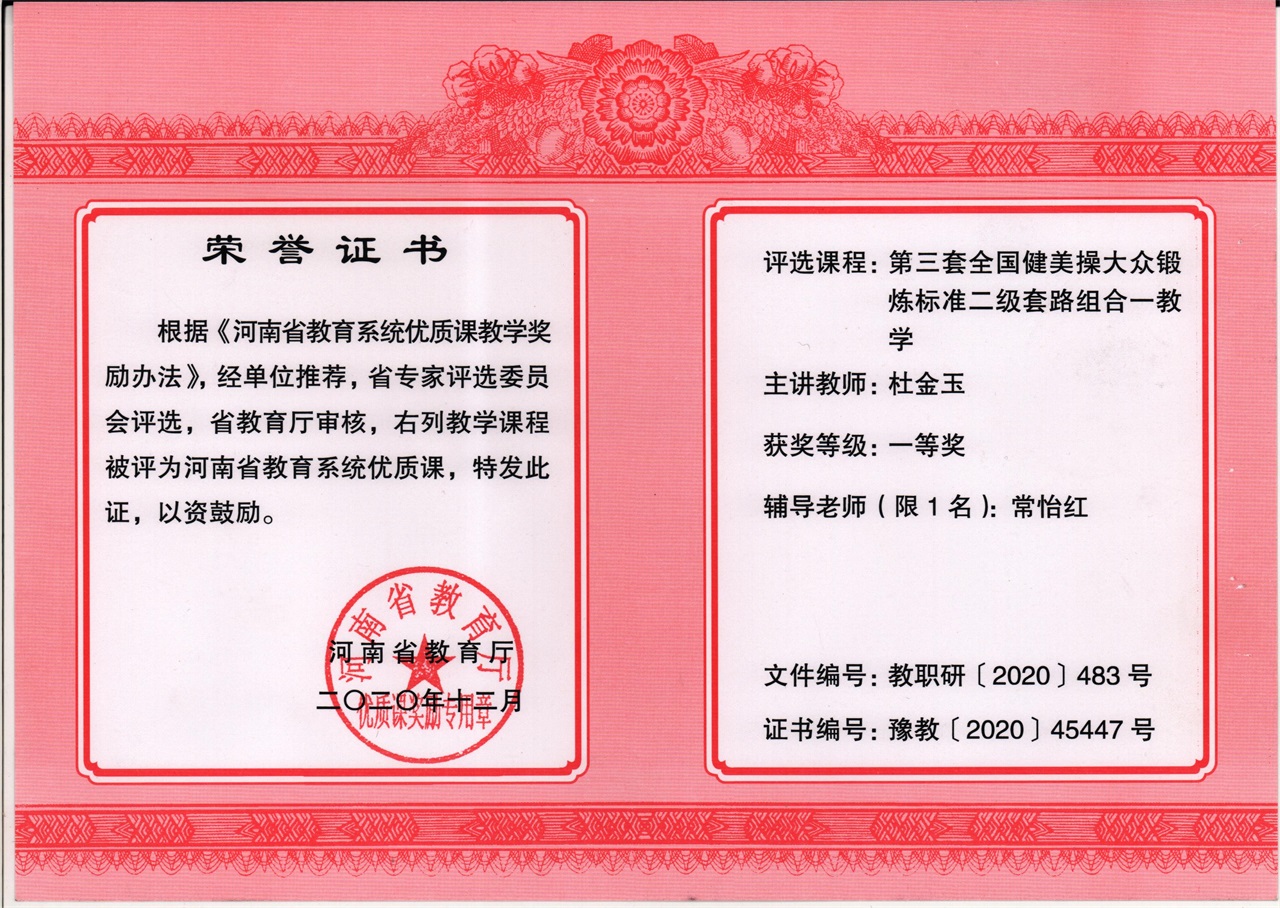 荣誉证书
根据《河南省教育系统优质课教学奖
励办法》，经单位推荐，省专家评选委员
会评选，省教育厅审核，右列教学课程
被评为河南省教育系统优质课，特发此
证，以资鼓励。
河南省教育厅
河南省教育厅
二〇二〇年十二月
优质课奖励专用章
评选课程：第三套全国健美操大众锻
炼标准二级套路组合一教
学
主讲教师：杜金玉
获奖等级：一等奖
辅导老师（限1名）：常怡红
文件编号：教职研〔2020〕483号
证书编号：豫教〔2020〕45447号